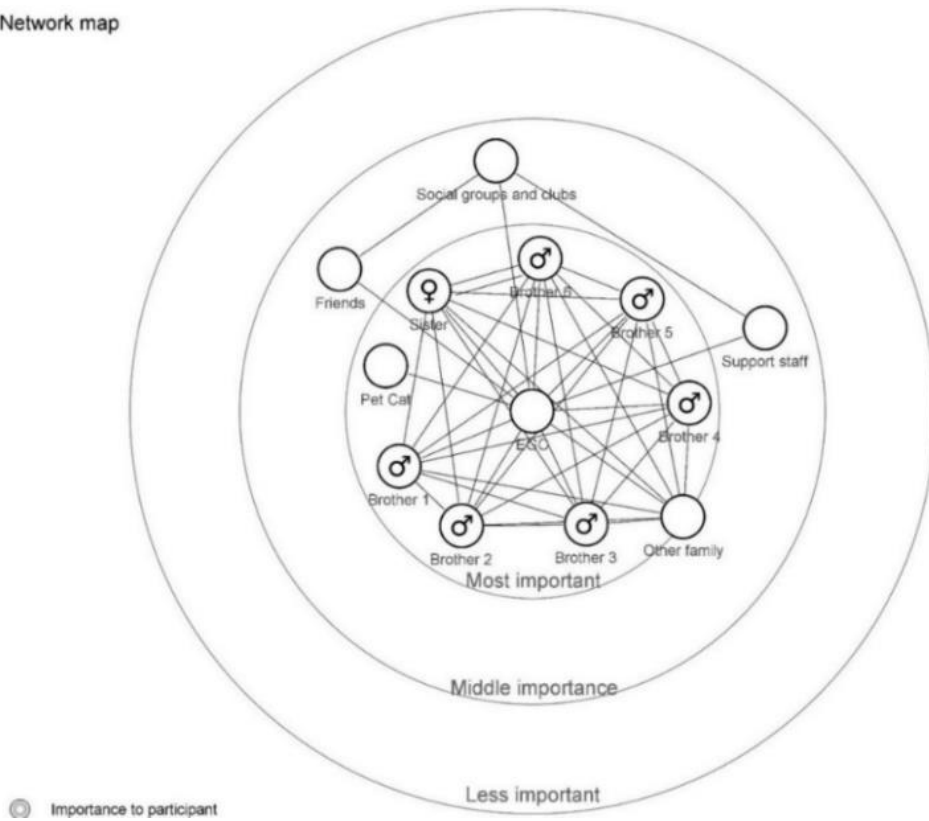 Network map
Social groups and clubs
Brother 6
Friends
Sister
Brother 5
Support staff
Pet Cat
EGO
Brother 4
Brother 1
Brother 2
Brother 3
Other family
Most important
Middle importance
Less important
Importance to participant